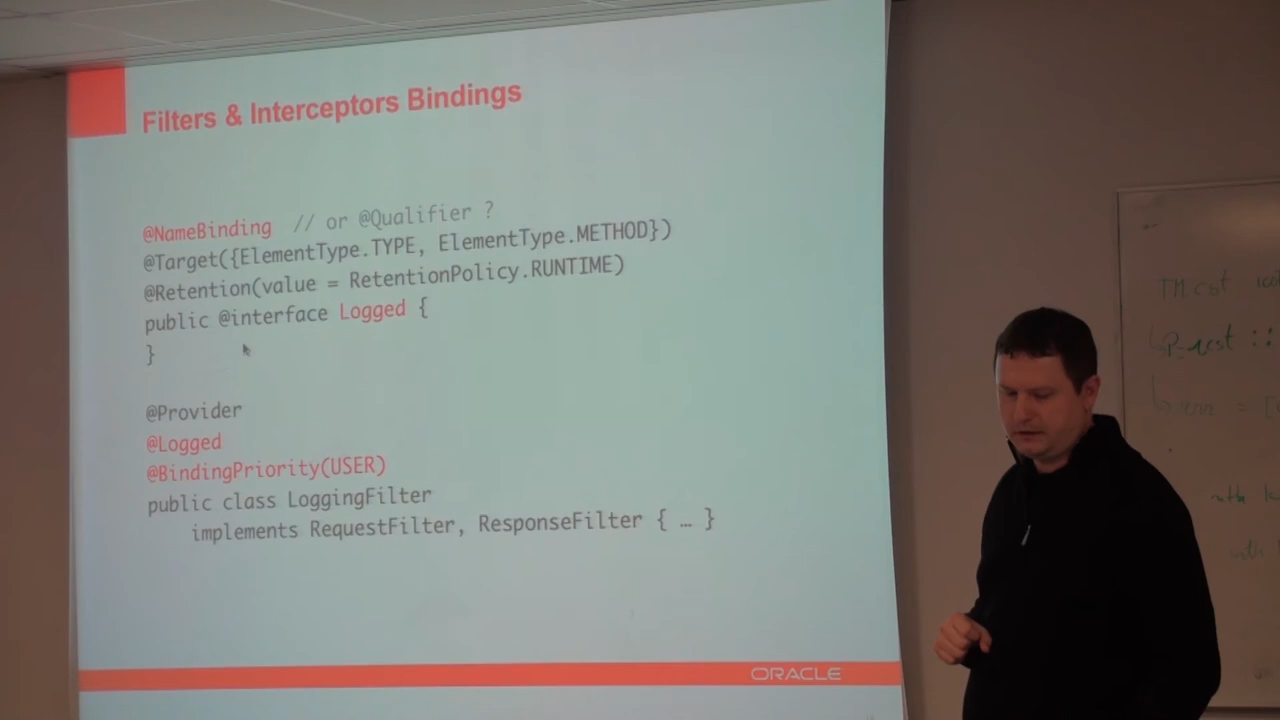 Filters & Interceptors Bindings
@NameBinding // or @Qualifier ?
@Target({ElementType.TYPE, ElementType.METHOD})
@Retention(value = RetentionPolicy.RUNTIME)
public @interface Logged {
}
@Provider
@Logged
@BindingPriority(USER)
public class LoggingFilter
implements RequestFilter, ResponseFilter { … }
ORACLE